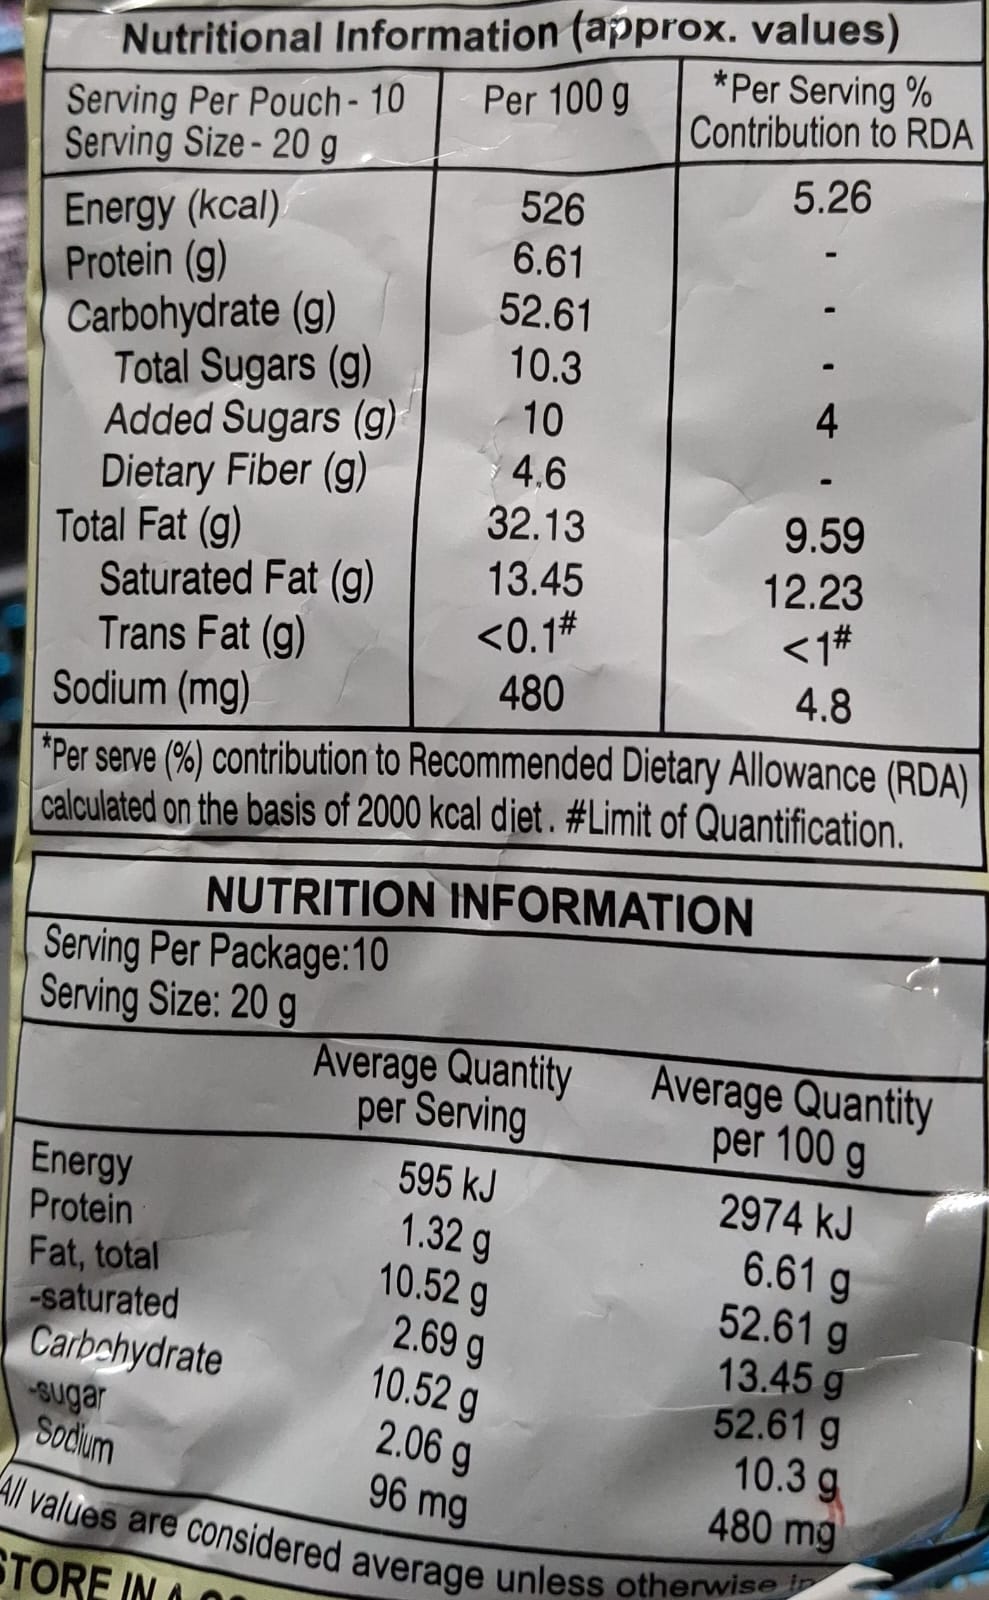 Nutritional Information (approx. values)
Serving Per Pouch - 10 Per 100 g *Per Serving %
Serving Size - 20 g Contribution to RDA
Energy (kcal) 526 5.26
Protein (g) 6.61 -
Carbohydrate (g) 52.61 -
Total Sugars (g) 10.3 -
Added Sugars (g) 10 4
Dietary Fiber (g) 4.6 -
Total Fat (g) 32.13 9.59
Saturated Fat (g) 13.45 12.23
Trans Fat (g) <0.1# <1#
Sodium (mg) 480 4.8
*Per serve (%) contribution to Recommended Dietary Allowance (RDA)
calculated on the basis of 2000 kcal diet. #Limit of Quantification.
NUTRITION INFORMATION
Serving Per Package:10
Serving Size: 20 g
Average Quantity Average Quantity
per Serving per 100 g
Energy 595 kJ 2974 kJ
Protein 1.32 g 6.61 g
Fat, total 10.52 g 52.61 g
-saturated 2.69 g 13.45 g
Carbohydrate 10.52 g 52.61 g
-sugar 2.06 g 10.3 g
Sodium 96 mg 480 mg
All values are considered average unless otherwise
STORE IN A